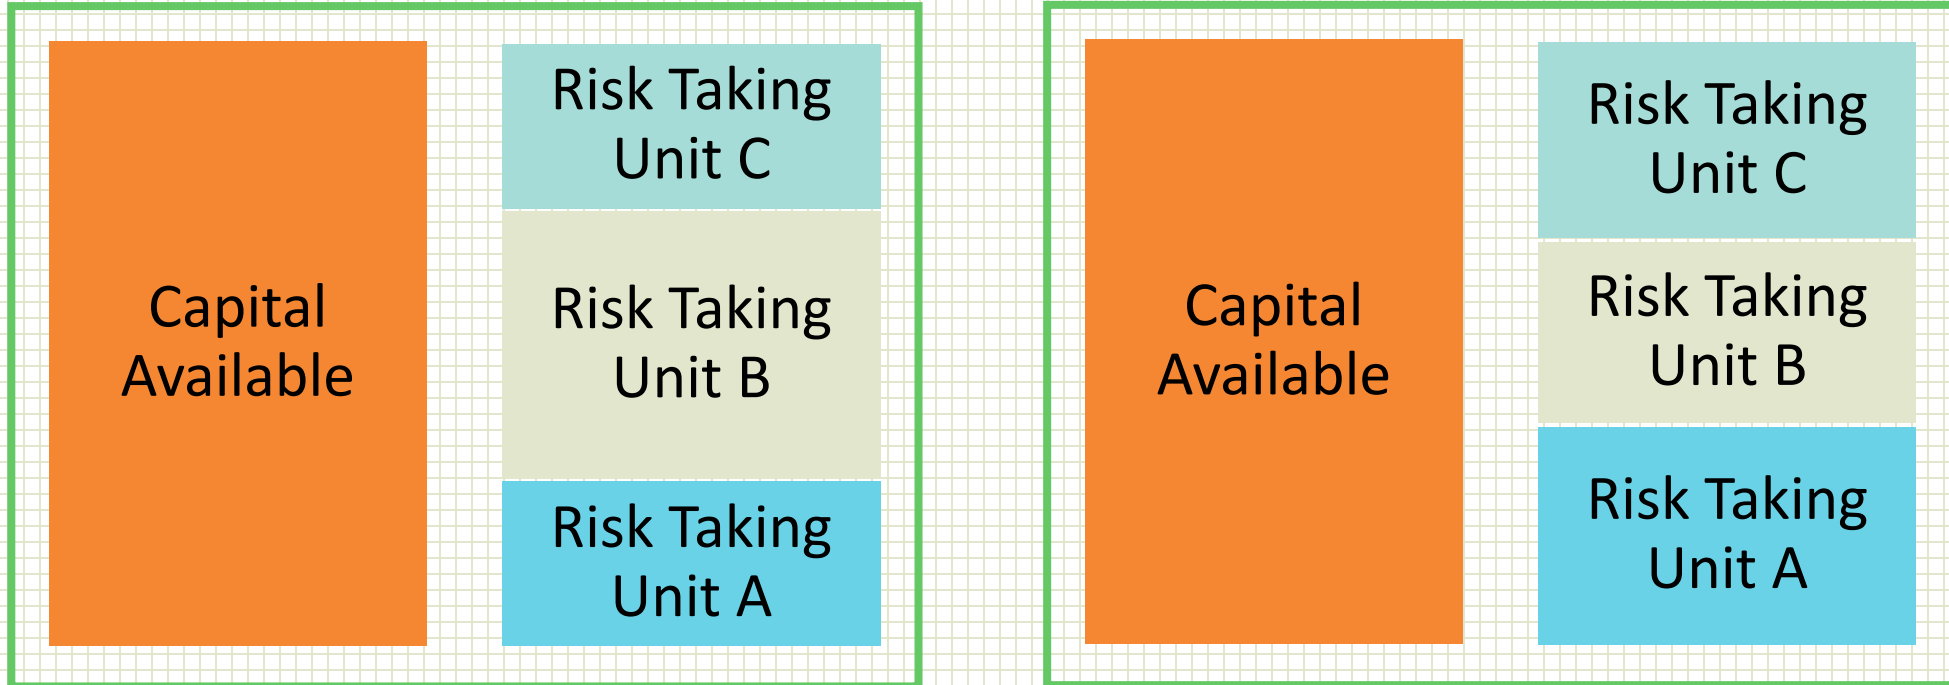 Capital
Available
Risk Taking
Unit C
Risk Taking
Unit B
Risk Taking
Unit A
Capital
Available
Risk Taking
Unit C
Risk Taking
Unit B
Risk Taking
Unit A